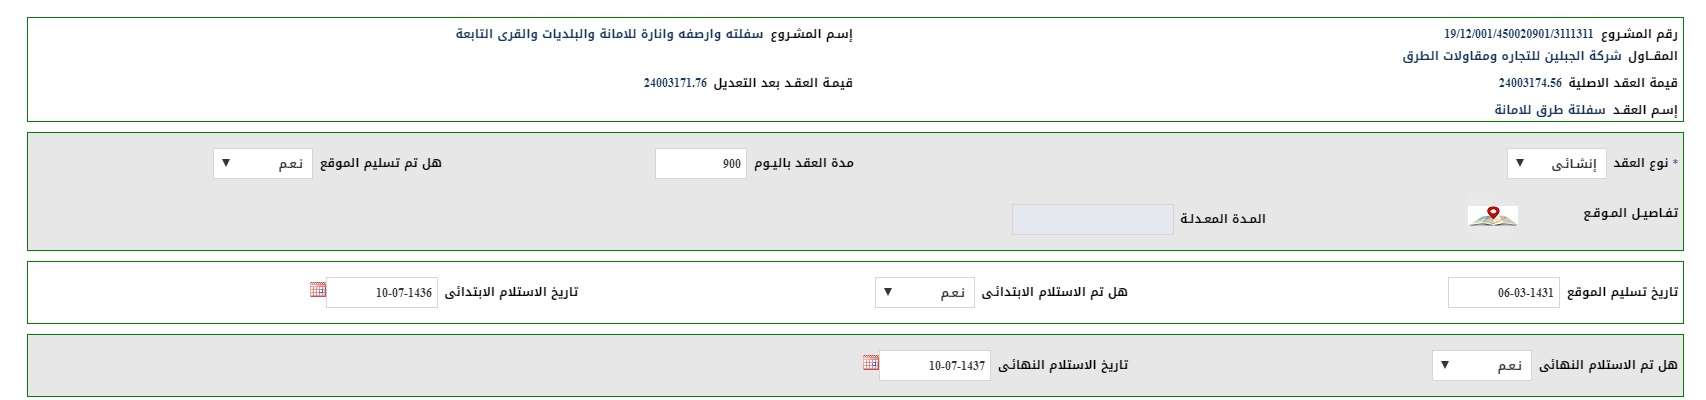 رقم المشروع 19/12/001/450020901/3111311 إسم المشروع سفلته وارصفه وانارة للامانة والبلديات والقرى التابعة
المقاول شركة الجبلين للتجاره ومقاولات الطرق
قيمة العقد الاصلية 24003174.56 قيمة العقد بعد التعديل 24003171.76
إسم العقد سفلتة طرق للامانة
* نوع العقد إنشائى ▼ مدة العقد باليوم 900 هل تم تسليم الموقع نعم ▼
تفاصيل الموقع المدة المعدلة
تاريخ تسليم الموقع 06-03-1431 هل تم الاستلام الابتدائى نعم ▼ تاريخ الاستلام الابتدائى 10-07-1436
هل تم الاستلام النهائى نعم ▼ تاريخ الاستلام النهائى 10-07-1437